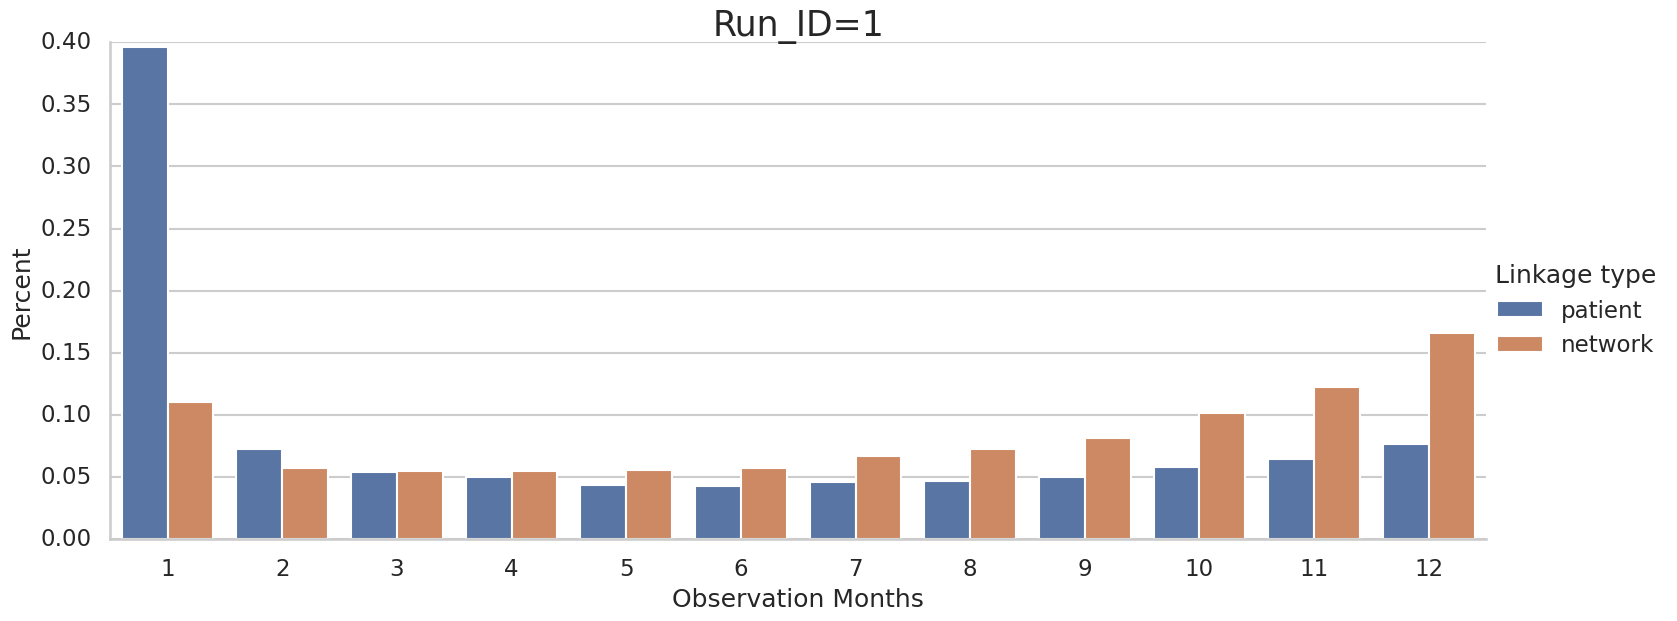 Run_ID=1
0.40
0.35
0.30
0.25
0.20
0.15
0.10
0.05
0.00
Percent
1 2 3 4 5 6 7 8 9 10 11 12
Observation Months
Linkage type
patient
network